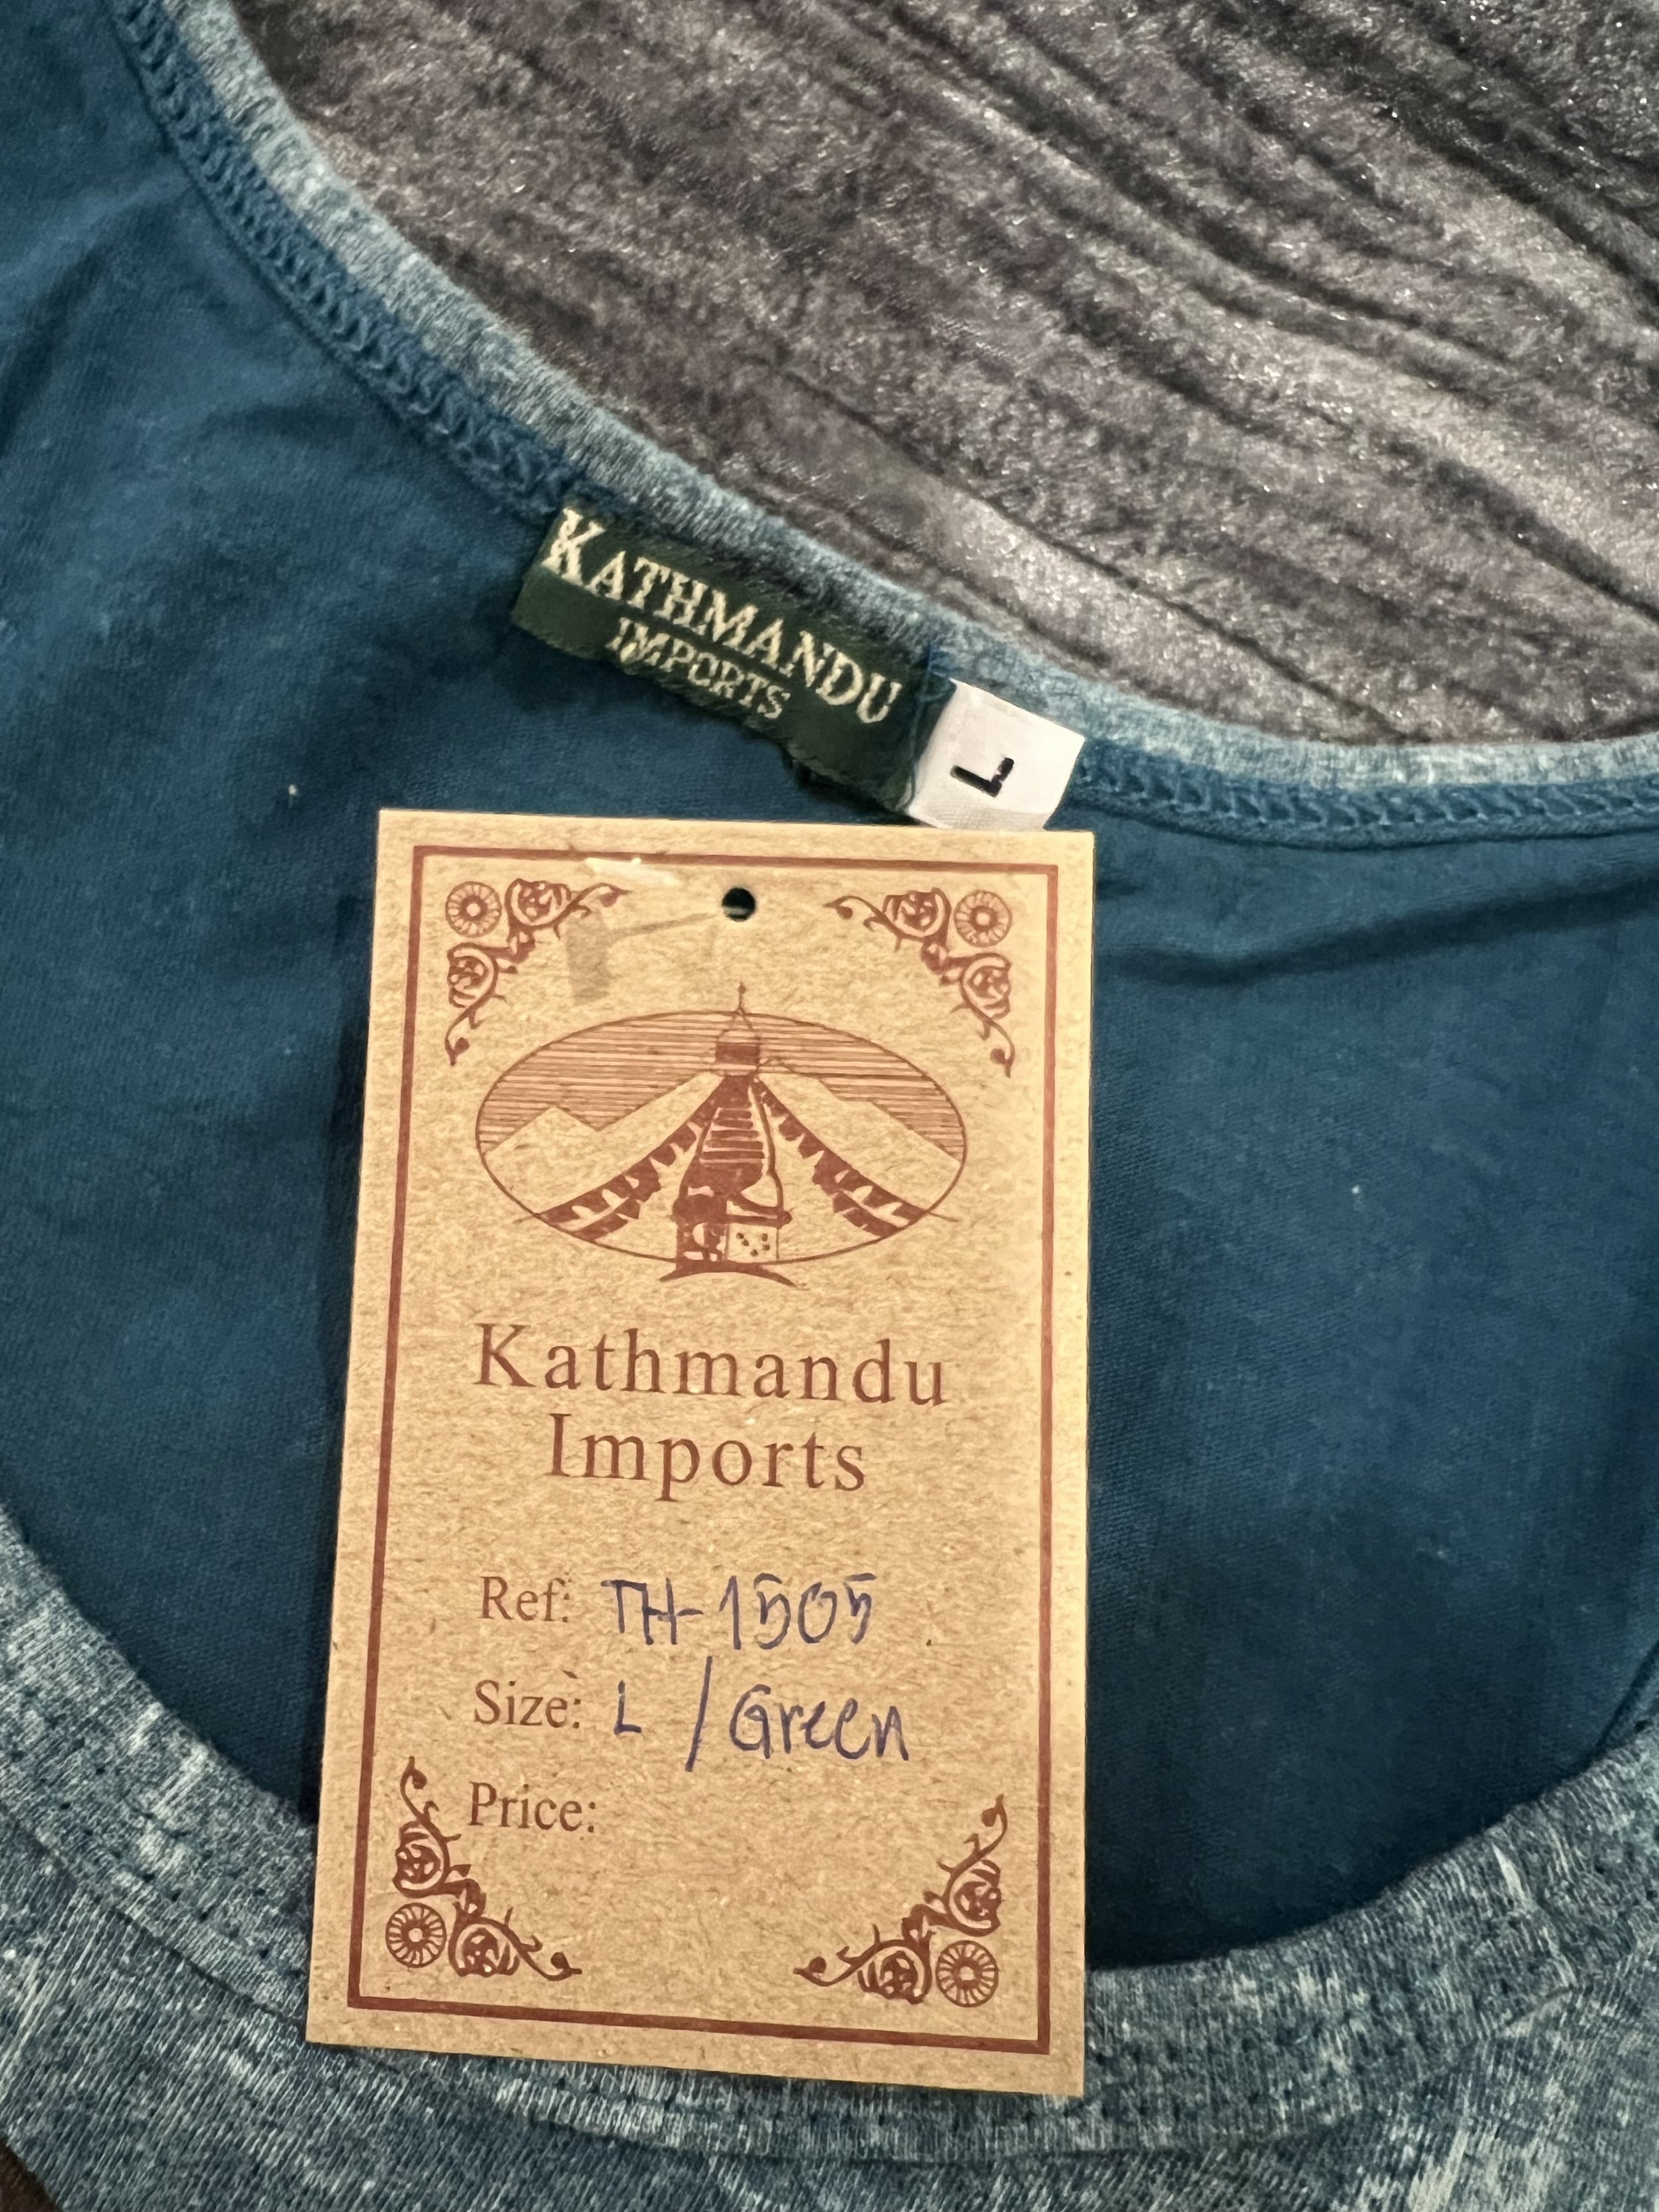 KATHMANDU
IMPORTS
L
Kathmandu
Imports
Ref: TH-1505
Size: L / Green
Price: